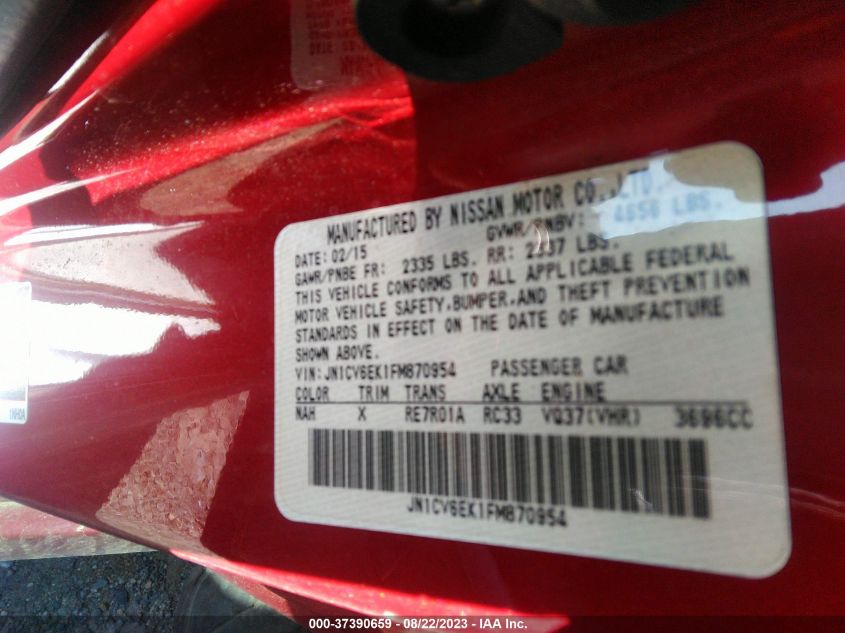 MANUFACTURED BY NISSAN MOTOR CO.,LTD.
DATE: 02/15 GVWR/PNBV: 4656 LBS.
GAWR/PNBE FR: 2335 LBS. RR: 2337 LBS.
THIS VEHICLE CONFORMS TO ALL APPLICABLE FEDERAL
MOTOR VEHICLE SAFETY,BUMPER,AND THEFT PREVENTION
STANDARDS IN EFFECT ON THE DATE OF MANUFACTURE
SHOWN ABOVE.
VIN:JN1CV6EK1FM870954 PASSENGER CAR
COLOR TRIM TRANS AXLE ENGINE
NAH X RE7R01A RC33 VQ37(VHR) 3696CC
JN1CV6EK1FM870954
1NH0A
000-37390659 - 08/22/2023 - IAA Inc.